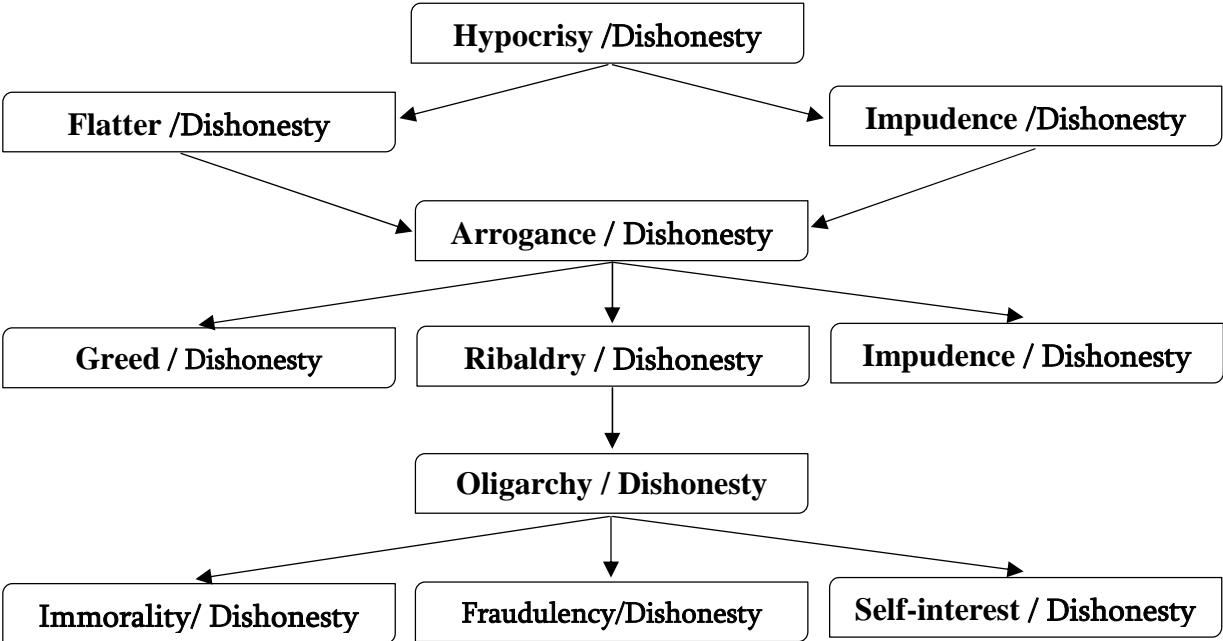 Hypocrisy /Dishonesty
Flatter /Dishonesty
Impudence /Dishonesty
Arrogance / Dishonesty
Greed / Dishonesty
Ribaldry / Dishonesty
Impudence / Dishonesty
Oligarchy / Dishonesty
Immorality/ Dishonesty
Fraudulency/Dishonesty
Self-interest / Dishonesty